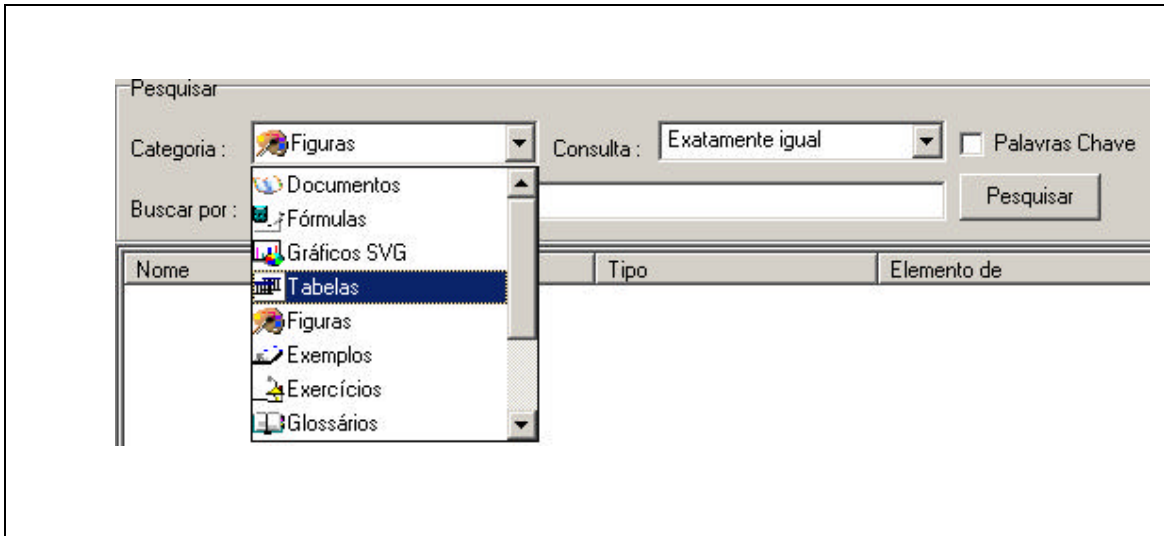 Pesquisar
Categoria : Figuras Consulta : Exatamente igual Palavras Chave
Buscar por : Pesquisar
Documentos
Fórmulas
Gráficos SVG
Tabelas
Figuras
Exemplos
Exercícios
Glossários
Nome Tipo Elemento de